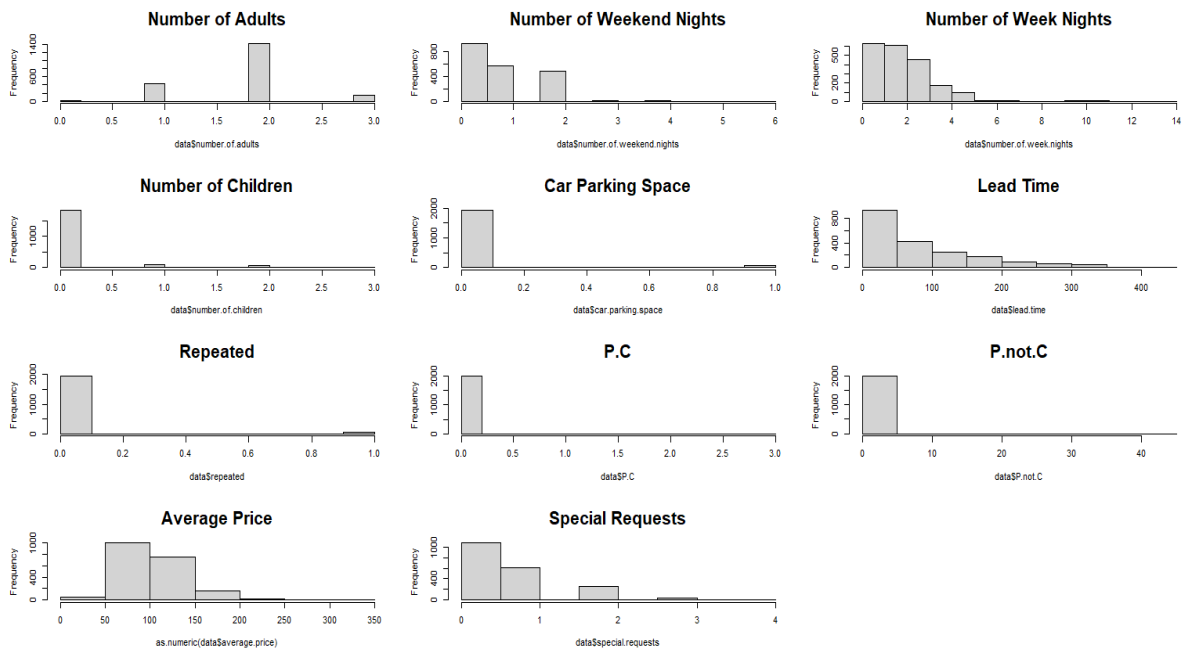 Number of Adults
Frequency
0 600 1400
0.0 0.5 1.0 1.5 2.0 2.5 3.0
data$number.of.adults
Number of Weekend Nights
Frequency
0 400 800
0 1 2 3 4 5 6
data$number.of.weekend.nights
Number of Week Nights
Frequency
0 200 500
0 2 4 6 8 10 12 14
data$number.of.week.nights
Number of Children
Frequency
0 1000
0.0 0.5 1.0 1.5 2.0 2.5 3.0
data$number.of.children
Car Parking Space
Frequency
0 1000 2000
0.0 0.2 0.4 0.6 0.8 1.0
data$car.parking.space
Lead Time
Frequency
0 400 800
0 100 200 300 400
data$lead.time
Repeated
Frequency
0 1000 2000
0.0 0.2 0.4 0.6 0.8 1.0
data$repeated
P.C
Frequency
0 1000 2000
0.0 0.5 1.0 1.5 2.0 2.5 3.0
data$P.C
P.not.C
Frequency
0 1000 2000
0 10 20 30 40
data$P.not.C
Average Price
Frequency
0 400 1000
0 50 100 150 200 250 300 350
as.numeric(data$average.price)
Special Requests
Frequency
0 400 1000
0 1 2 3 4
data$special.requests